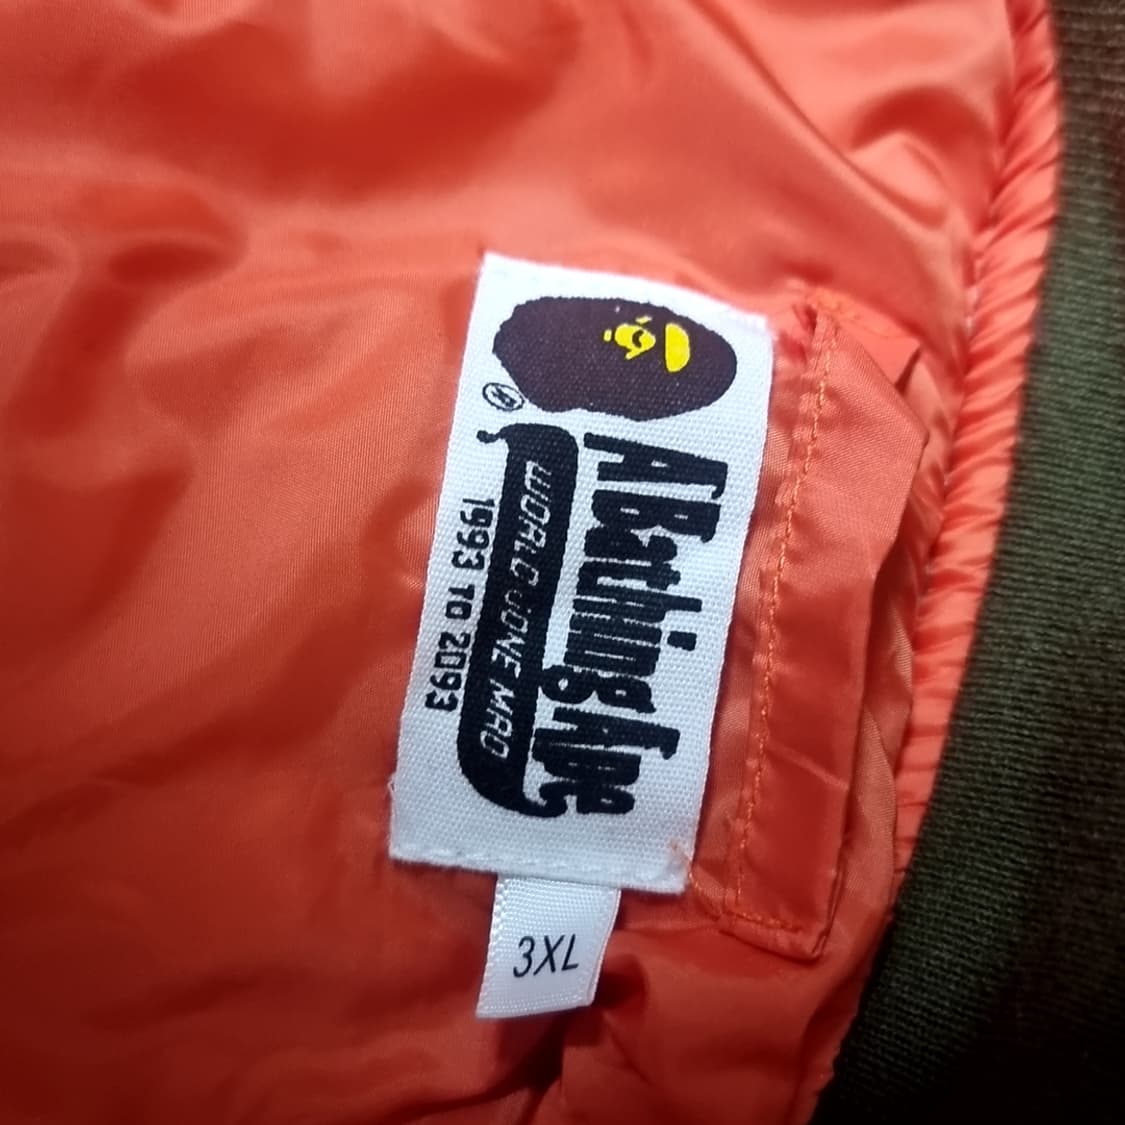 A Bathing Ape
WORLD GONE MAD
1993 TO 2093
3XL